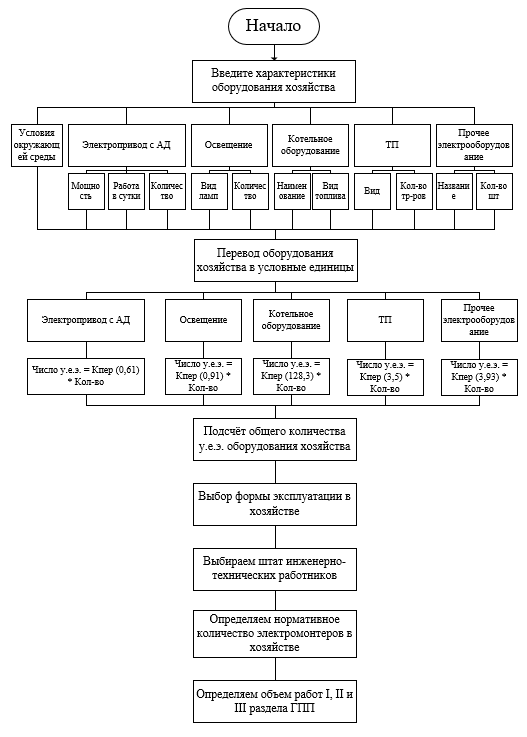 Начало
Введите характеристики
оборудования хозяйства
Условия
окружающ
ей среды
Электропривод с АД
Освещение
Котельное
оборудование
ТП
Прочее
электрооборудов
ание
Мощно
сть
Работа
в сутки
Количес
тво
Вид
ламп
Количес
тво
Наимен
ование
Вид
топлива
Вид
Кол-во
тр-ров
Названи
е
Кол-во
шт
Перевод оборудования
хозяйства в условные единицы
Электропривод с АД
Освещение
Котельное
оборудование
ТП
Прочее
электрооборудов
ание
Число у.е.э. = Кпер (0,61)
* Кол-во
Число у.е.э. =
Кпер (0,91) *
Кол-во
Число у.е.э. =
Кпер (128,3) *
Кол-во
Число у.е.э. =
Кпер (3,5) *
Кол-во
Число у.е.э. =
Кпер (3,93) *
Кол-во
Подсчёт общего количества
у.е.э. оборудования хозяйства
Выбор формы эксплуатации в
хозяйстве
Выбираем штат инженерно-
технических работников
Определяем нормативное
количество электромонтеров в
хозяйстве
Определяем объем работ I, II и
III раздела ГПП